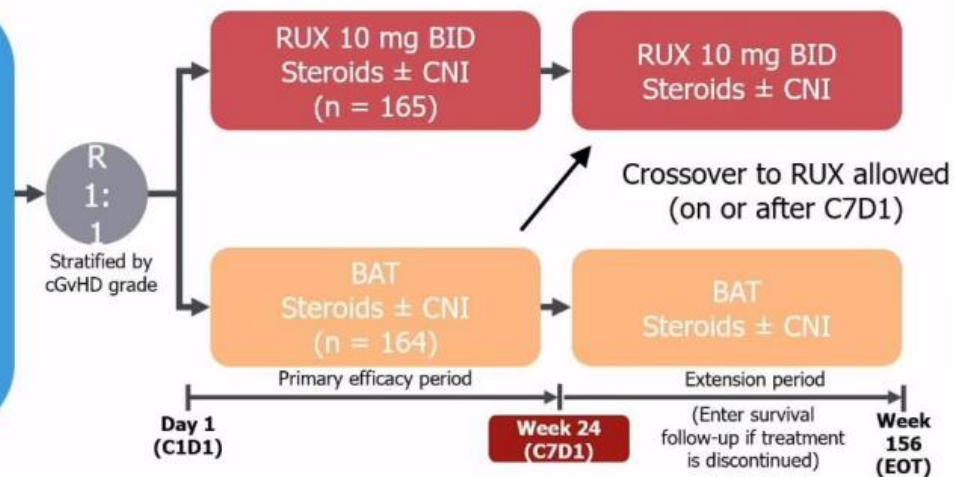 RUX 10 mg BID
Steroids ± CNI
(n = 165)
RUX 10 mg BID
Steroids ± CNI
R
1:
1
Stratified by
cGvHD grade
Crossover to RUX allowed
(on or after C7D1)
BAT
Steroids ± CNI
(n = 164)
BAT
Steroids ± CNI
Primary efficacy period
Extension period
Day 1
(C1D1)
Week 24
(C7D1)
(Enter survival
follow-up if treatment
is discontinued)
Week
156
(EOT)